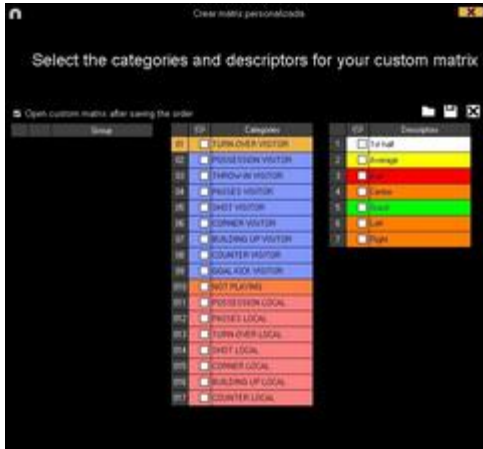 n
Crear matriz personalizada
X
Select the categories and descriptors for your custom matrix
Open custom matrix after saving the order
Group
Categories
Descriptors
01 TURN-OVER VISITOR
02 POSSESSION VISITOR
03 THROW-IN VISITOR
04 PASSES VISITOR
05 SHOT VISITOR
06 CORNER VISITOR
07 BUILDING UP VISITOR
08 COUNTER VISITOR
09 GOAL KICK VISITOR
010 NOT PLAYING
011 POSSESSION LOCAL
012 PASSES LOCAL
013 TURN-OVER LOCAL
014 SHOT LOCAL
015 CORNER LOCAL
016 BUILDING UP LOCAL
017 COUNTER LOCAL
1 1st half
2 Average
3
4 Centre
5 Good
6 Left
7 Right